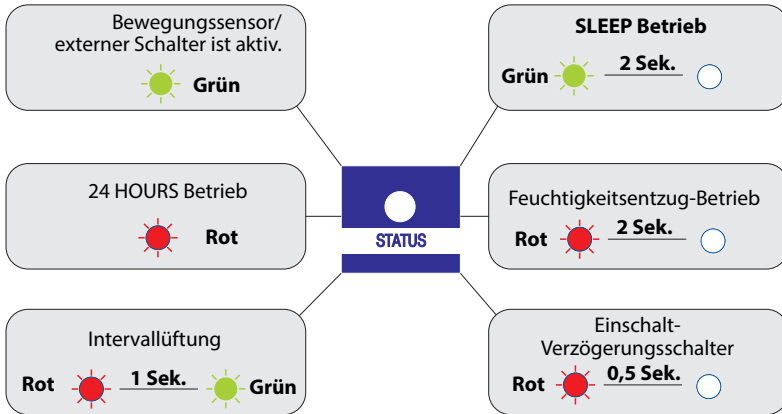 Bewegungssensor/
externer Schalter ist aktiv.
Grün
SLEEP Betrieb
Grün 2 Sek.
24 HOURS Betrieb
Rot
STATUS
Feuchtigkeitsentzug-Betrieb
Rot 2 Sek.
Intervallüftung
Rot 1 Sek. Grün
Einschalt-
Verzögerungsschalter
Rot 0,5 Sek.